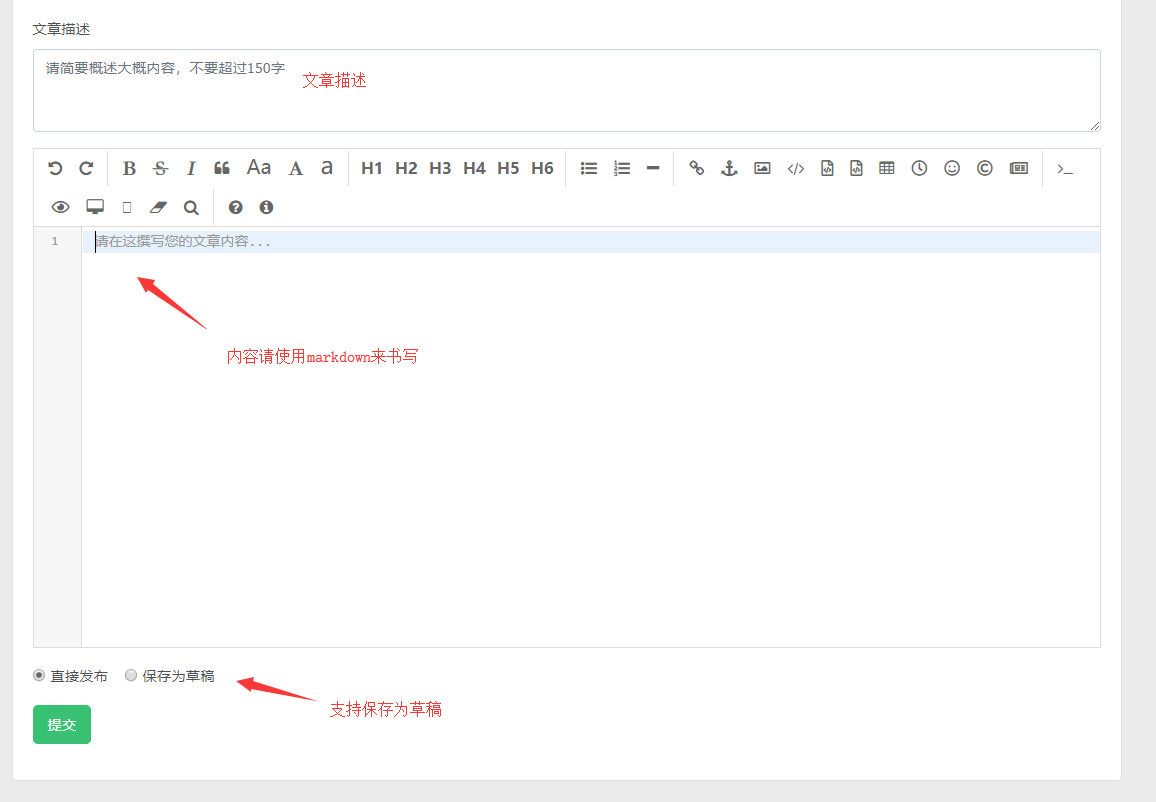 文章描述
请简要概述大概内容，不要超过150字
文章描述
B S I Aa A a H1 H2 H3 H4 H5 H6
1 请在这撰写您的文章内容...
内容请使用markdown来书写
直接发布 保存为草稿
支持保存为草稿
提交